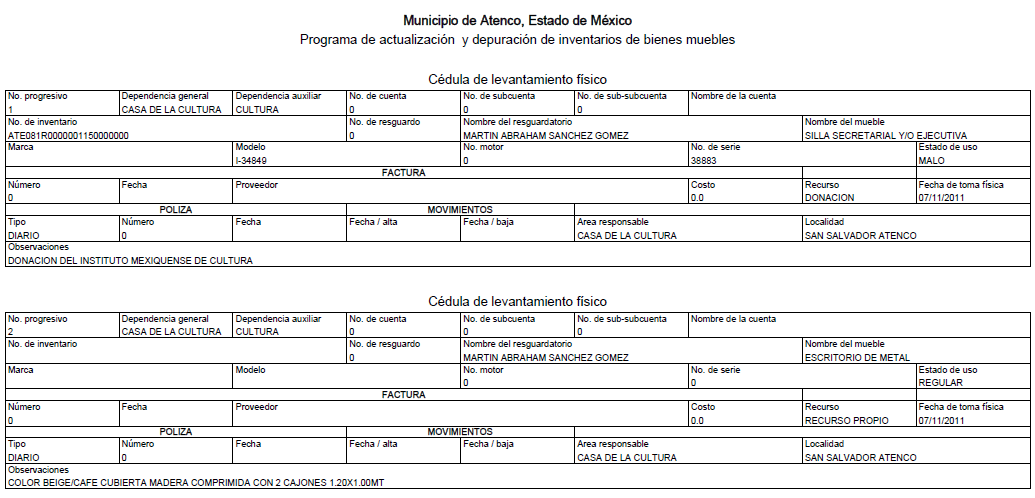 Municipio de Atenco, Estado de México
Programa de actualización y depuración de inventarios de bienes muebles
Cédula de levantamiento físico
No. progresivo Dependencia general Dependencia auxiliar No. de cuenta No. de subcuenta No. de sub-subcuenta Nombre de la cuenta
1 CASA DE LA CULTURA CULTURA 0 0 0
No. de inventario No. de resguardo Nombre del resguardatorio Nombre del mueble
ATE081R0000001150000000 0 MARTIN ABRAHAM SANCHEZ GOMEZ SILLA SECRETARIAL Y/O EJECUTIVA
Marca Modelo No. motor No. de serie Estado de uso
I-34849 0 38883 MALO
FACTURA
Número Fecha Proveedor Costo Recurso Fecha de toma física
0 0.0 DONACION 07/11/2011
POLIZA MOVIMIENTOS
Tipo Número Fecha Fecha / alta Fecha / baja Area responsable Localidad
DIARIO 0 CASA DE LA CULTURA SAN SALVADOR ATENCO
Observaciones
DONACION DEL INSTITUTO MEXIQUENSE DE CULTURA
Cédula de levantamiento físico
No. progresivo Dependencia general Dependencia auxiliar No. de cuenta No. de subcuenta No. de sub-subcuenta Nombre de la cuenta
2 CASA DE LA CULTURA CULTURA 0 0 0
No. de inventario No. de resguardo Nombre del resguardatorio Nombre del mueble
0 MARTIN ABRAHAM SANCHEZ GOMEZ ESCRITORIO DE METAL
Marca Modelo No. motor No. de serie Estado de uso
0 0 REGULAR
FACTURA
Número Fecha Proveedor Costo Recurso Fecha de toma física
0 0.0 RECURSO PROPIO 07/11/2011
POLIZA MOVIMIENTOS
Tipo Número Fecha Fecha / alta Fecha / baja Area responsable Localidad
DIARIO 0 CASA DE LA CULTURA SAN SALVADOR ATENCO
Observaciones
COLOR BEIGE/CAFE CUBIERTA MADERA COMPRIMIDA CON 2 CAJONES 1.20X1.00MT